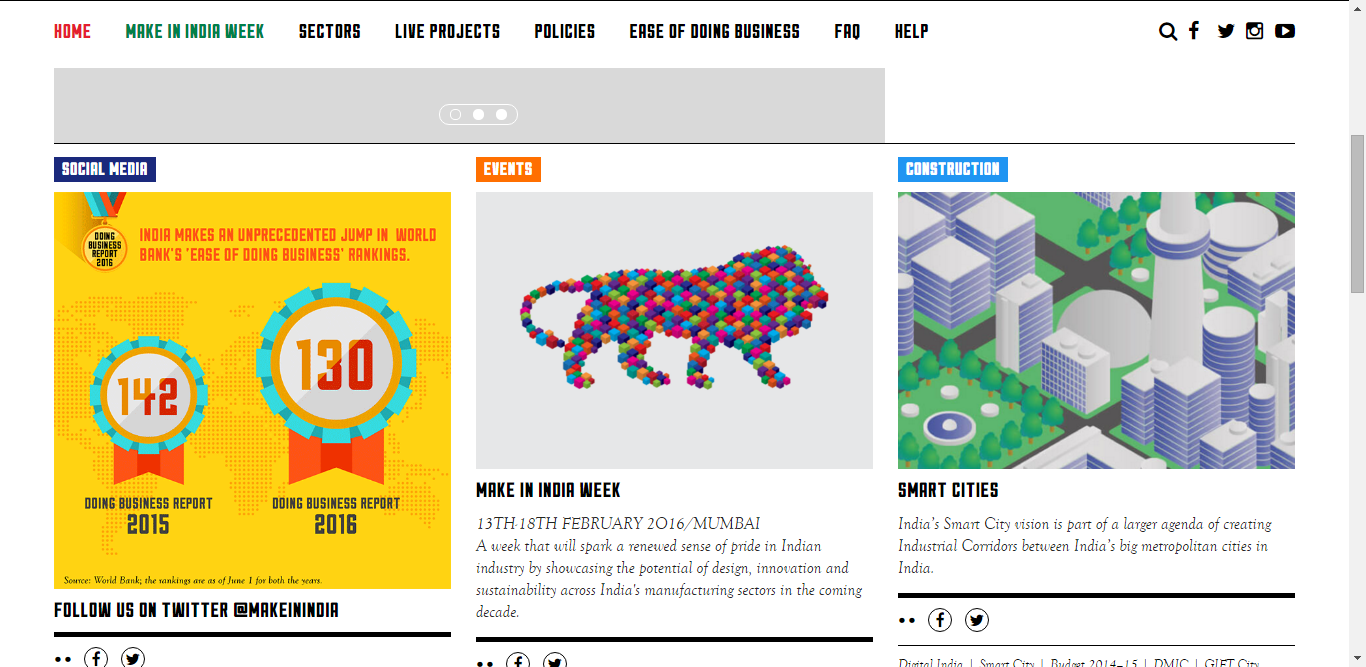 HOME MAKE IN INDIA WEEK SECTORS LIVE PROJECTS POLICIES EASE OF DOING BUSINESS FAQ HELP
SOCIAL MEDIA
DOING
BUSINESS
REPORT
2016
INDIA MAKES AN UNPRECEDENTED JUMP IN WORLD
BANK'S 'EASE OF DOING BUSINESS' RANKINGS.
142
130
DOING BUSINESS REPORT
2015
DOING BUSINESS REPORT
2016
Source: World Bank; the rankings are as of June 1 for both the years.
FOLLOW US ON TWITTER @MAKEININDIA
EVENTS
MAKE IN INDIA WEEK
13TH-18TH FEBRUARY 2016/MUMBAI
A week that will spark a renewed sense of pride in Indian
industry by showcasing the potential of design, innovation and
sustainability across India's manufacturing sectors in the coming
decade.
CONSTRUCTION
SMART CITIES
India's Smart City vision is part of a larger agenda of creating
Industrial Corridors between India's big metropolitan cities in
India.
Digital India | Smart City | Budget 2014-15 | DMIC | GIFT City